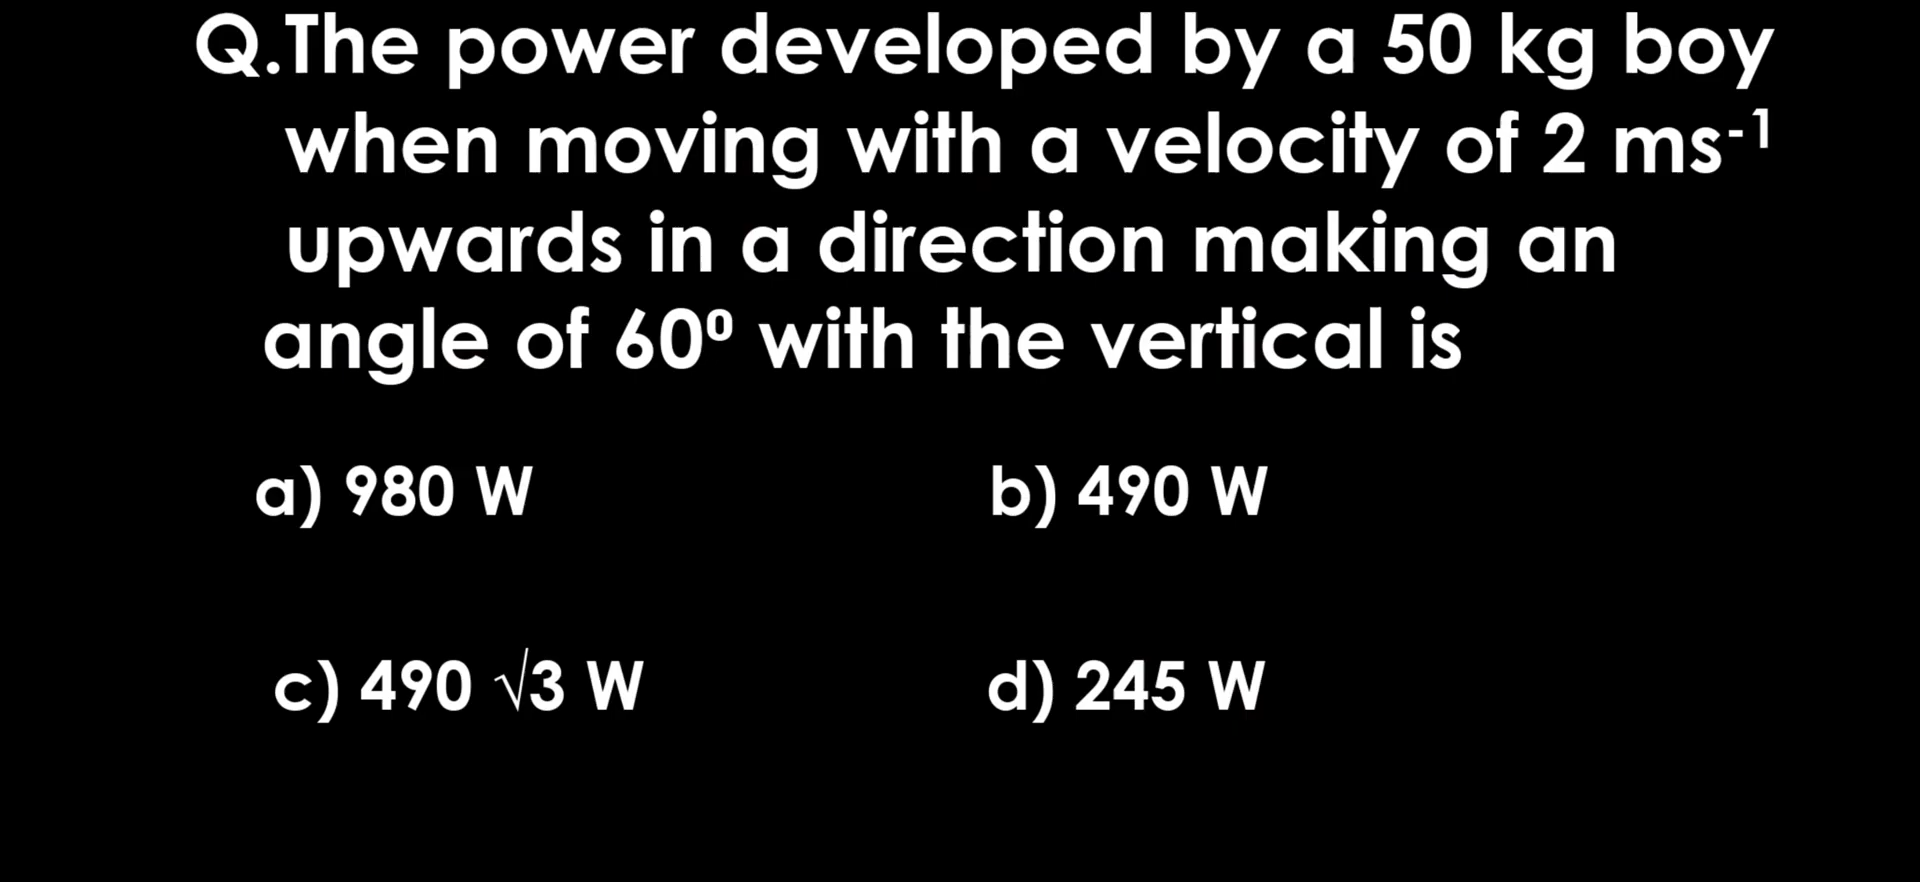 Q.The power developed by a 50 kg boy
when moving with a velocity of 2 ms⁻¹
upwards in a direction making an
angle of 60⁰ with the vertical is
a) 980 W b) 490 W
c) 490 √3 W d) 245 W